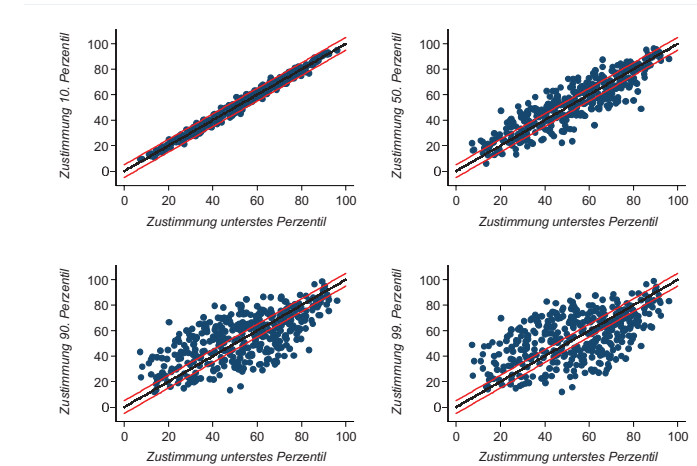 Zustimmung 10. Perzentil
100
80
60
40
20
0
0 20 40 60 80 100
Zustimmung unterstes Perzentil
Zustimmung 50. Perzentil
100
80
60
40
20
0
0 20 40 60 80 100
Zustimmung unterstes Perzentil
Zustimmung 90. Perzentil
100
80
60
40
20
0
0 20 40 60 80 100
Zustimmung unterstes Perzentil
Zustimmung 99. Perzentil
100
80
60
40
20
0
0 20 40 60 80 100
Zustimmung unterstes Perzentil